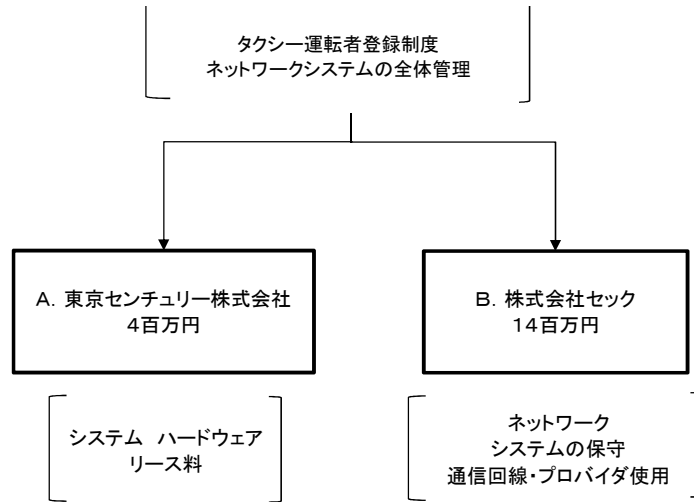 タクシー運転者登録制度
ネットワークシステムの全体管理
A. 東京センチュリー株式会社
4百万円
B. 株式会社セック
14百万円
システム　ハードウェア
リース料
ネットワーク
システムの保守
通信回線・プロバイダ使用